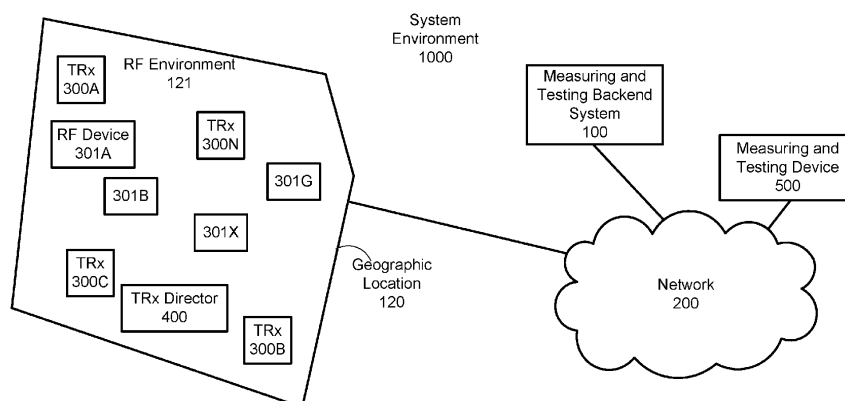 System
Environment
1000
RF Environment
121
TRx
300A
RF Device
301A
TRx
300N
301B
301G
301X
TRx
300C
TRx Director
400
TRx
300B
Geographic
Location
120
Measuring and
Testing Backend
System
100
Measuring and
Testing Device
500
Network
200